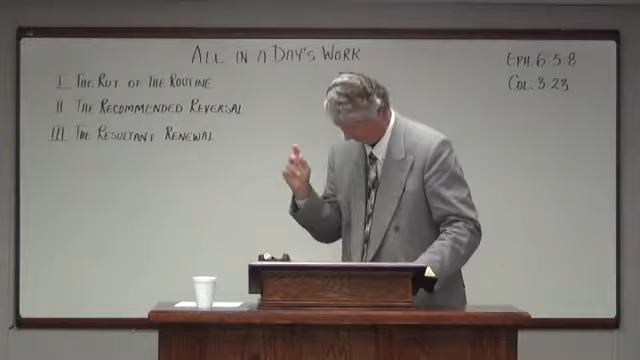 ALL IN A DAY'S WORK
I THE RUT OF THE ROUTINE
II THE RECOMMENDED REVERSAL
III THE RESULTANT RENEWAL
EPH. 6:5-8
COL. 3:23